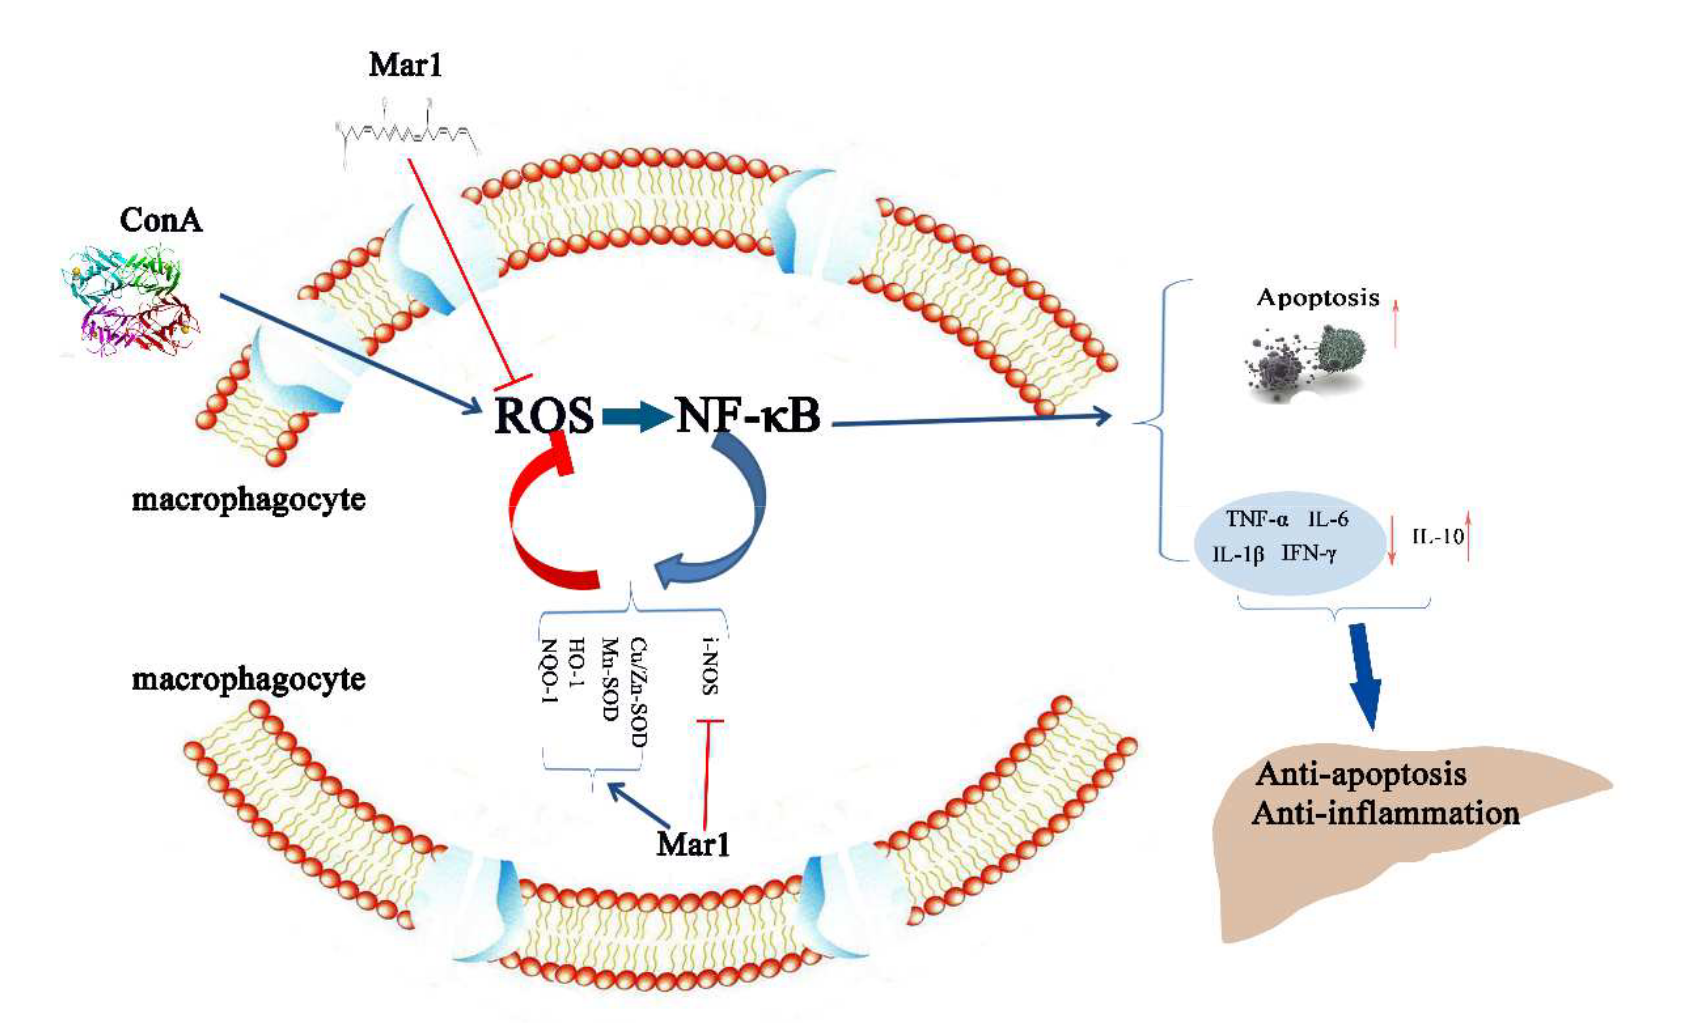 Mar1
ConA
Apoptosis
ROS
NF-κB
macrophagocyte
TNF-α IL-6
IL-1β IFN-γ
IL-10
NQO-1
HO-1
Mn-SOD
Cu/Zn-SOD
i-NOS
macrophagocyte
Mar1
Anti-apoptosis
Anti-inflammation